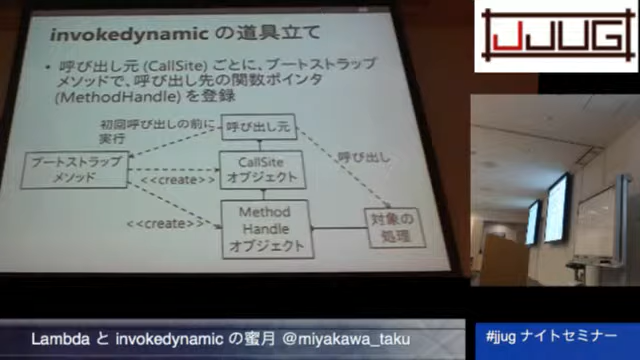 invokedynamic の道具立て
• 呼び出し元 (CallSite) ごとに、ブートストラップ
メソッドで、呼び出し先の関数ポインタ
(MethodHandle) を登録
初回呼び出しの前に
実行
呼び出し元
呼び出し
ブートストラップ
メソッド
<<create>>
CallSite
オブジェクト
<<create>>
Method
Handle
オブジェクト
対象の
処理
JJUG
Lambda と invokedynamic の蜜月 @miyakawa_taku
#jjug ナイトセミナー